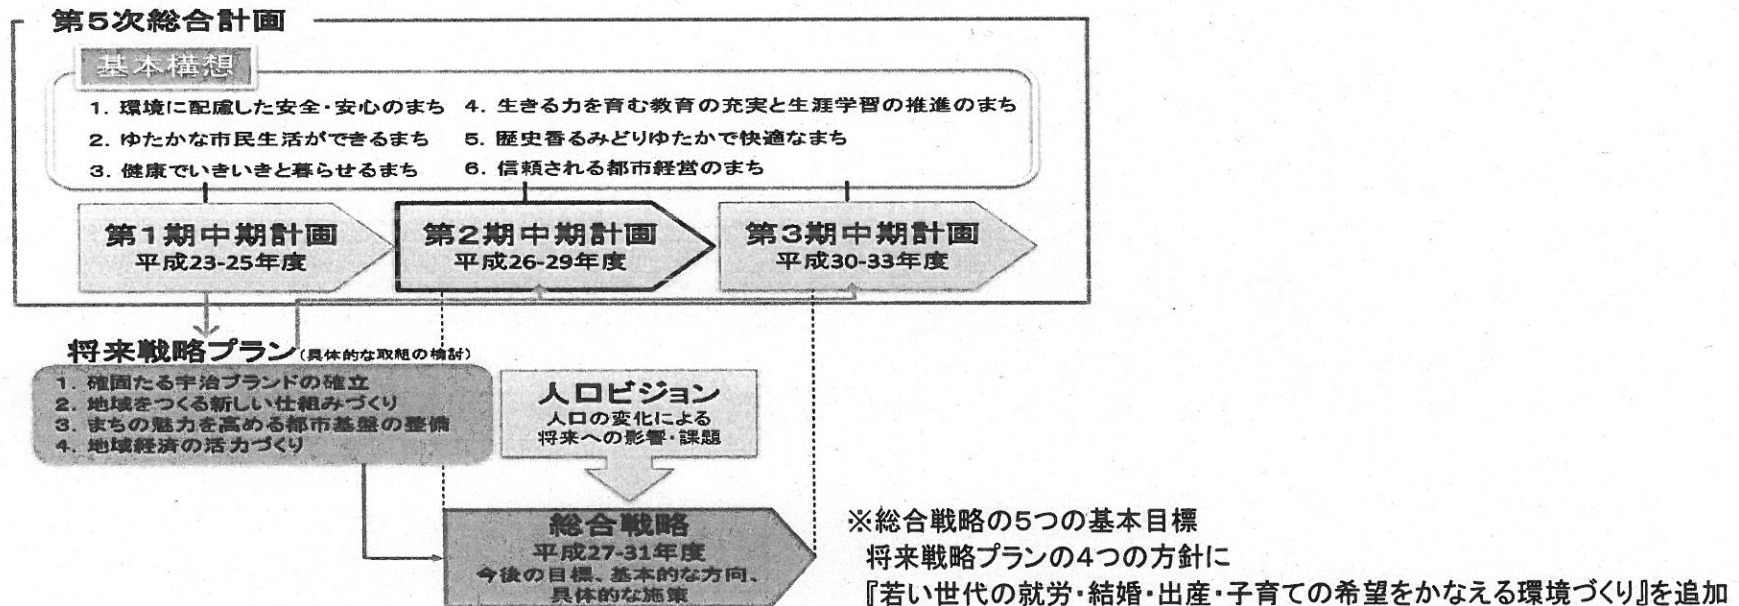 第5次総合計画
基本構想
1. 環境に配慮した安全・安心のまち
2. ゆたかな市民生活ができるまち
3. 健康でいきいきと暮らせるまち
4. 生きる力を育む教育の充実と生涯学習の推進のまち
5. 歴史香るみどりゆたかで快適なまち
6. 信頼される都市経営のまち
第1期中期計画
平成23-25年度
第2期中期計画
平成26-29年度
第3期中期計画
平成30-33年度
将来戦略プラン(具体的な取組の検討)
1. 確固たる宇治ブランドの確立
2. 地域をつくる新しい仕組みづくり
3. まちの魅力を高める都市基盤の整備
4. 地域経済の活力づくり
人口ビジョン
人口の変化による
将来への影響・課題
総合戦略
平成27-31年度
今後の目標、基本的な方向、
具体的な施策
※総合戦略の5つの基本目標
将来戦略プランの4つの方針に
『若い世代の就労・結婚・出産・子育ての希望をかなえる環境づくり』を追加